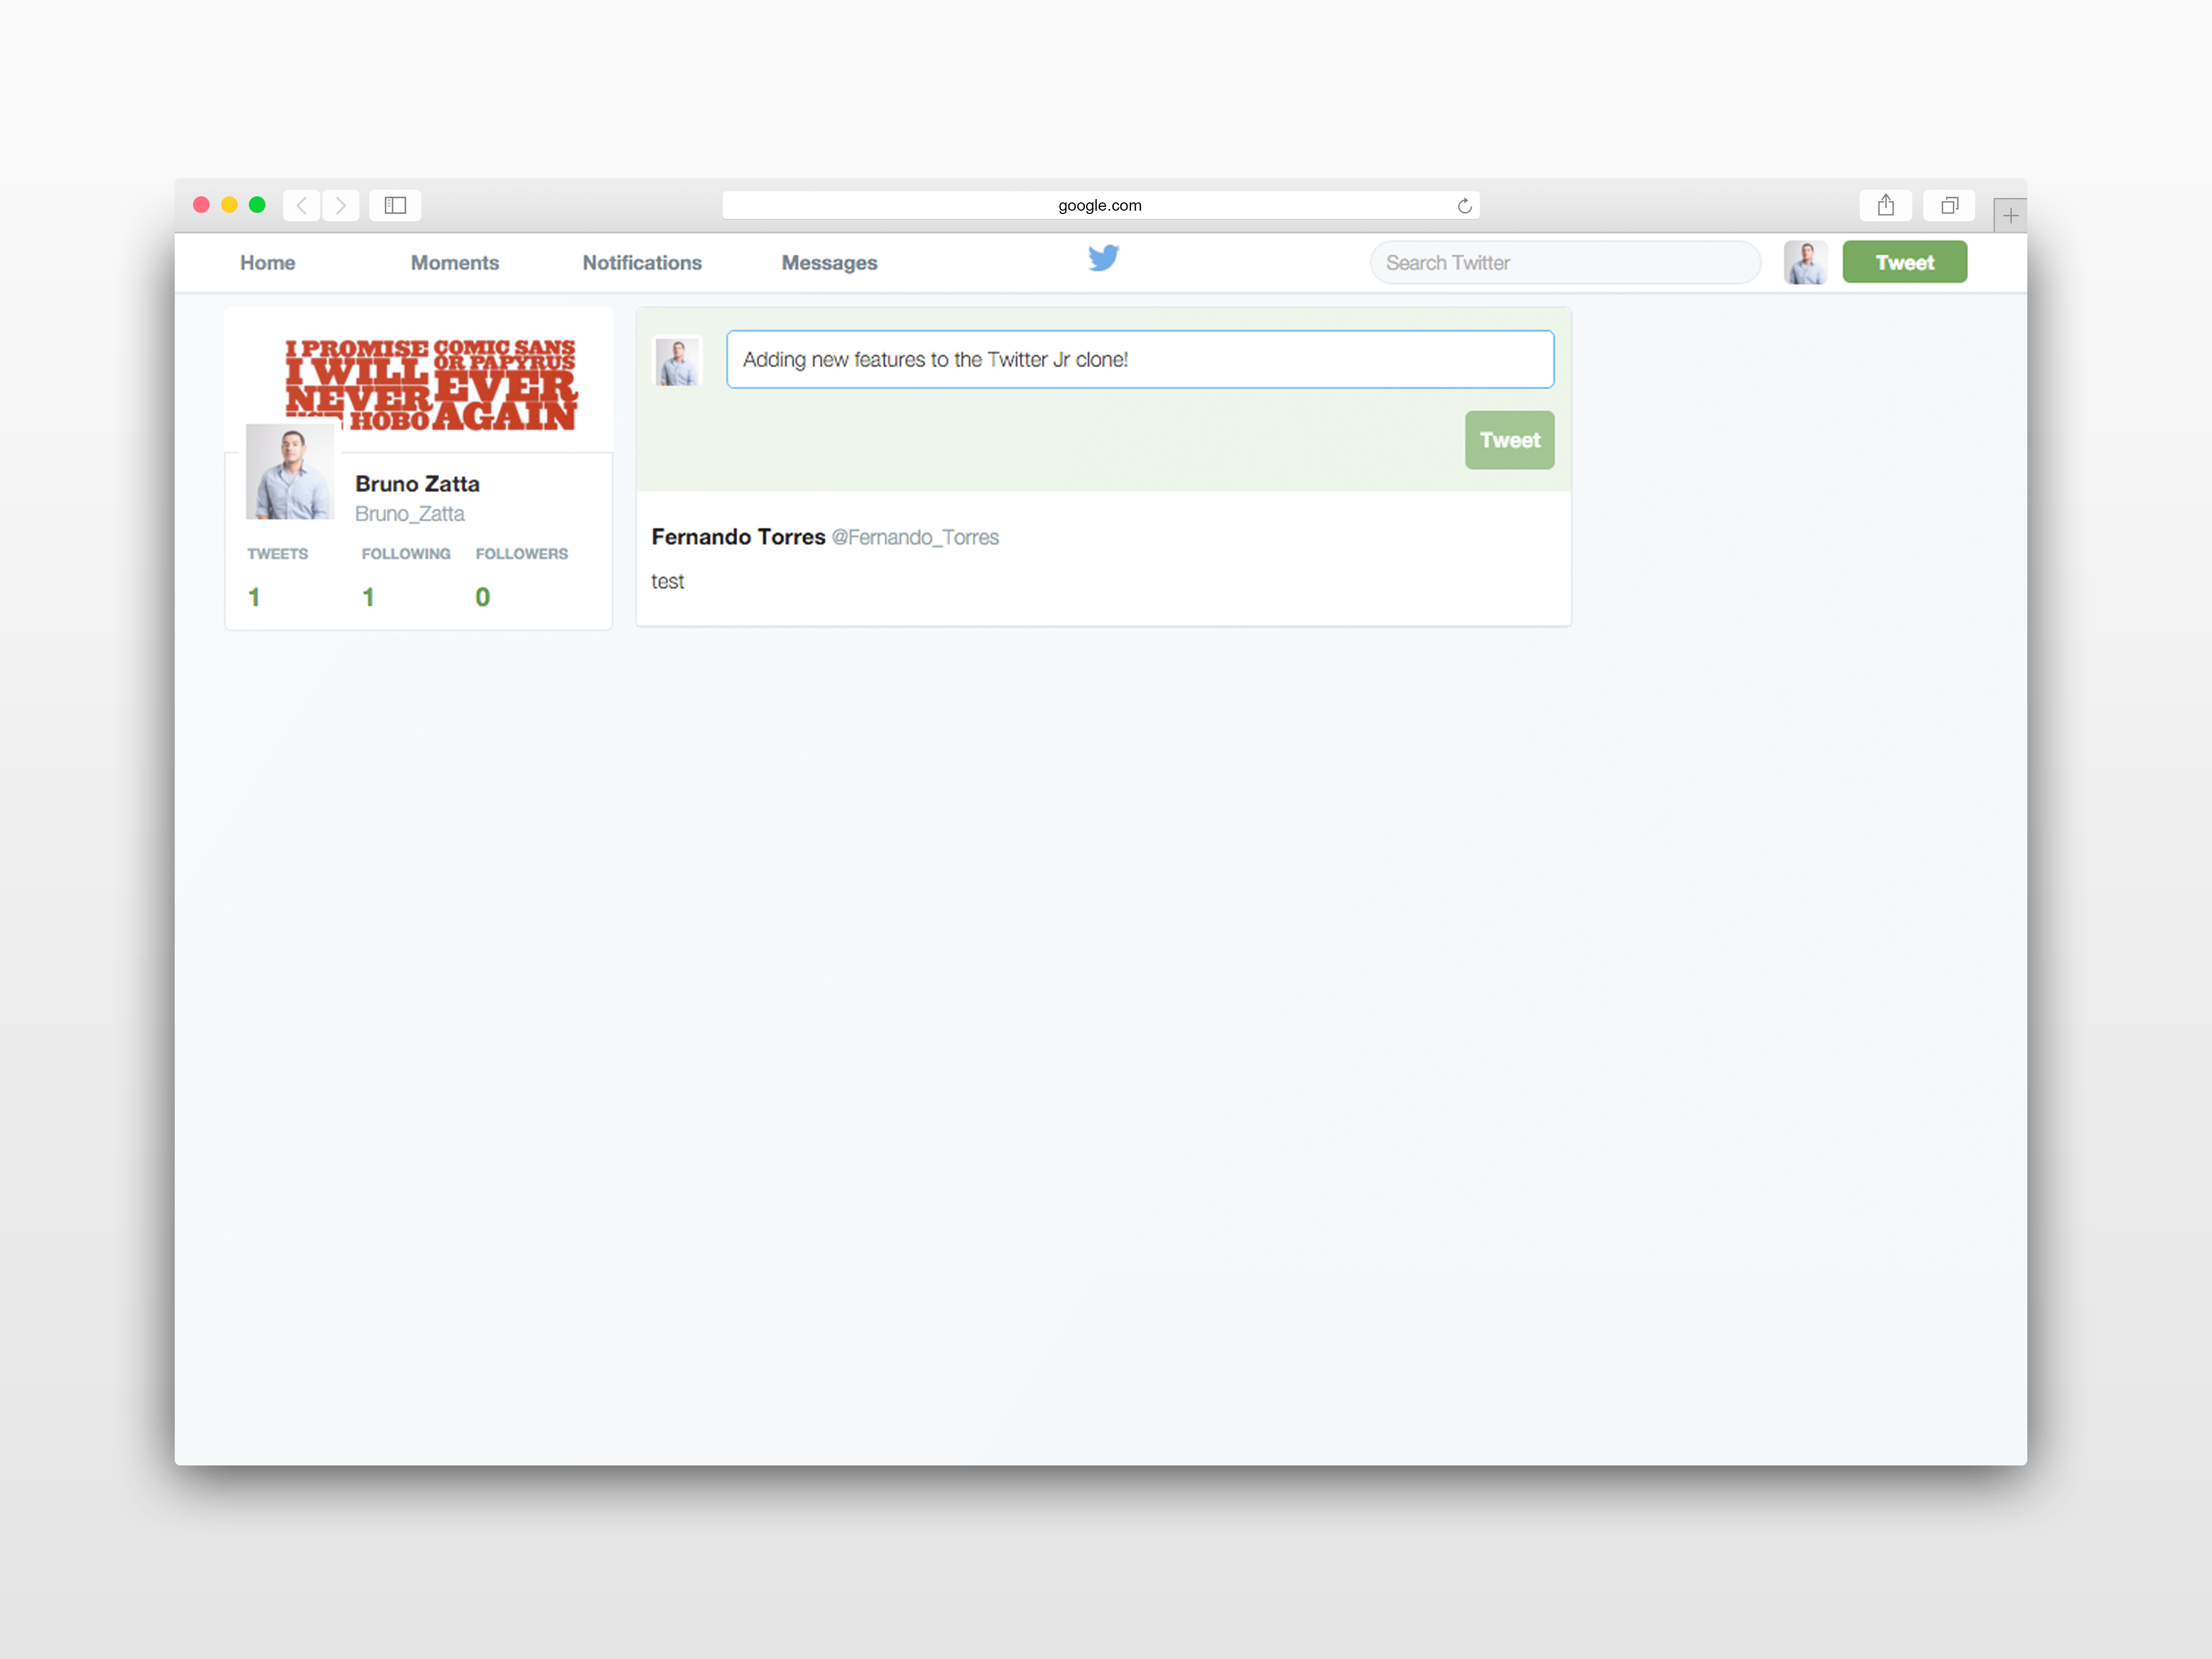 google.com
Home Moments Notifications Messages Search Twitter Tweet
I PROMISE COMIC SANS
I WILL OR PAPYRUS
NEVER EVER
HOBO AGAIN
Bruno Zatta
Bruno_Zatta
TWEETS FOLLOWING FOLLOWERS
1 1 0
Adding new features to the Twitter Jr clone!
Tweet
Fernando Torres @Fernando_Torres
test